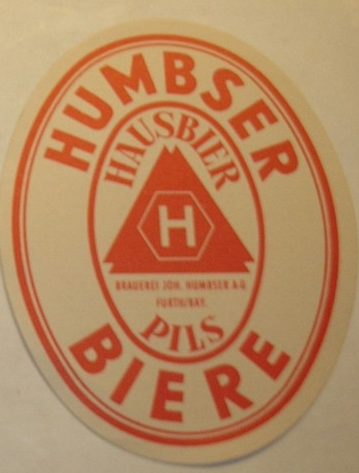 HUMBSER
HAUSBIER
H
BRAUEREI JOH. HUMBSER A.G.
FÜRTH/BAY.
PILS
BIERE